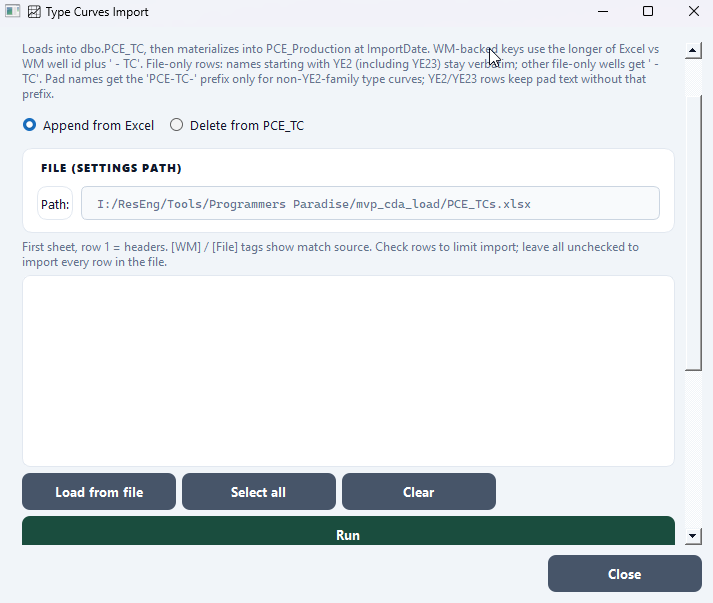 Type Curves Import
Loads into dbo.PCE_TC, then materializes into PCE_Production at ImportDate. WM-backed keys use the longer of Excel vs
WM well id plus ' - TC'. File-only rows: names starting with YE2 (including YE23) stay verbatim; other file-only wells get ' -
TC'. Pad names get the 'PCE-TC-' prefix only for non-YE2-family type curves; YE2/YE23 rows keep pad text without that
prefix.
Append from Excel Delete from PCE_TC
FILE (SETTINGS PATH)
Path: I:/ResEng/Tools/Programmers Paradise/mvp_cda_load/PCE_TCs.xlsx
First sheet, row 1 = headers. [WM] / [File] tags show match source. Check rows to limit import; leave all unchecked to
import every row in the file.
Load from file Select all Clear
Run
Close